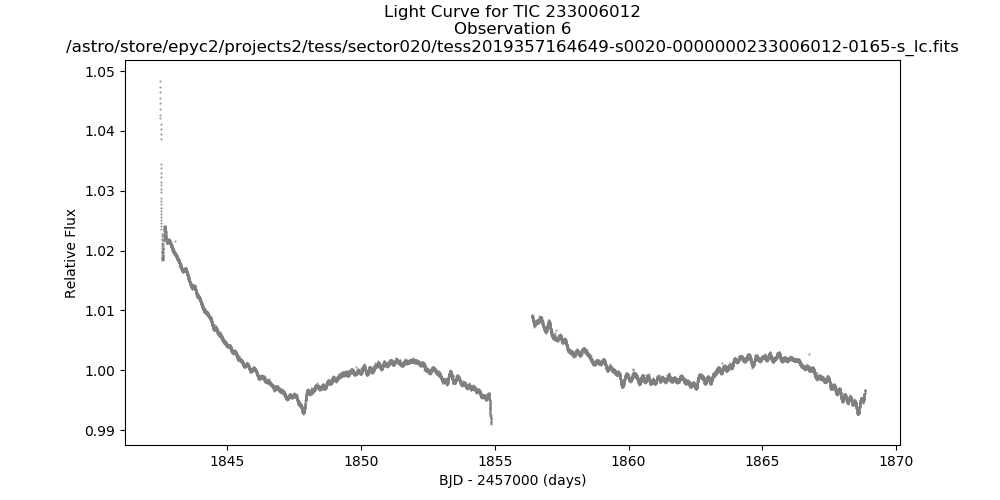 Light Curve for TIC 233006012
Observation 6
/astro/store/epyc2/projects2/tess/sector020/tess2019357164649-s0020-0000000233006012-0165-s_lc.fits
1.05
1.04
1.03
1.02
1.01
1.00
0.99
Relative Flux
1845
1850
1855
1860
1865
1870
BJD - 2457000 (days)